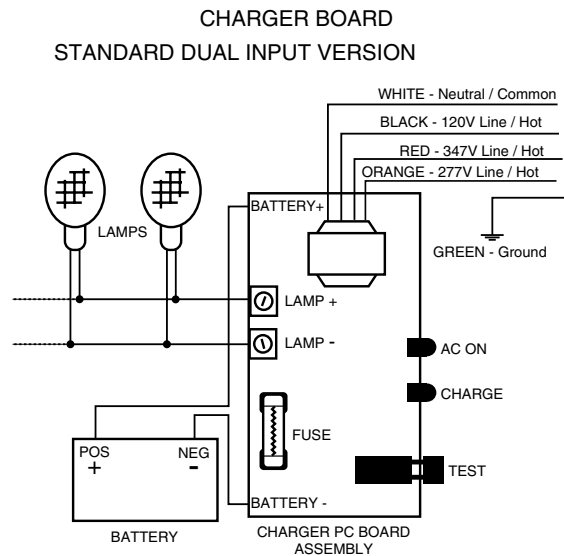 CHARGER BOARD
STANDARD DUAL INPUT VERSION
WHITE - Neutral / Common
BLACK - 120V Line / Hot
RED - 347V Line / Hot
ORANGE - 277V Line / Hot
BATTERY+
LAMPS
GREEN - Ground
LAMP +
LAMP -
AC ON
CHARGE
FUSE
POS
+
NEG
-
TEST
BATTERY -
BATTERY
CHARGER PC BOARD
ASSEMBLY